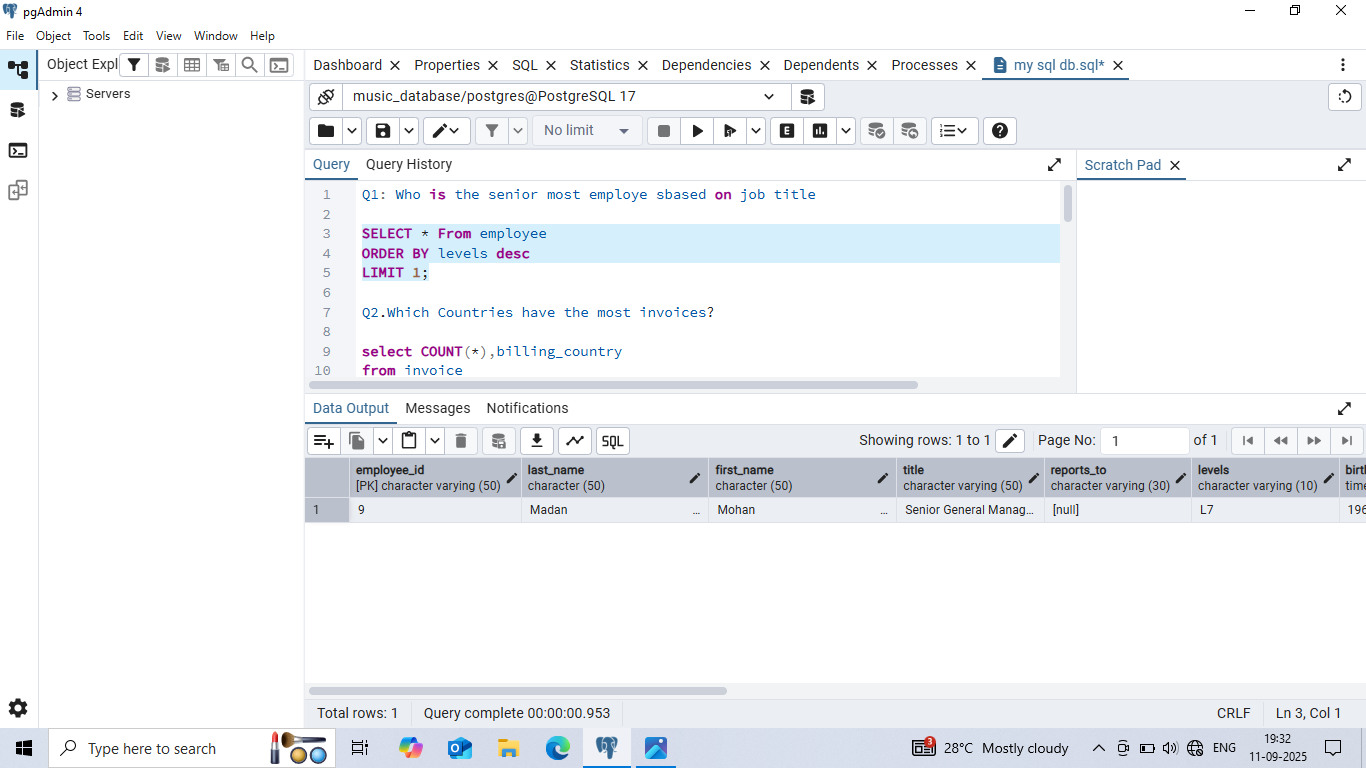 pgAdmin 4
File Object Tools Edit View Window Help
Object Expl
Servers
Dashboard Properties SQL Statistics Dependencies Dependents Processes my sql db.sql*
music_database/postgres@PostgreSQL 17
No limit
E
Query Query History
Scratch Pad
1 Q1: Who is the senior most employe sbased on job title
2
3 SELECT * From employee
4 ORDER BY levels desc
5 LIMIT 1;
6
7 Q2.Which Countries have the most invoices?
8
9 select COUNT(*),billing_country
10 from invoice
Data Output Messages Notifications
SQL Showing rows: 1 to 1 Page No: 1 of 1
employee_id last_name first_name title reports_to levels birt
[PK] character varying (50) character (50) character (50) character varying (50) character varying (30) character varying (10) time
1 9 Madan ... Mohan ... Senior General Manag... [null] L7 196
Total rows: 1 Query complete 00:00:00.953 CRLF Ln 3, Col 1
Type here to search 3 28°C Mostly cloudy ENG 19:32
11-09-2025